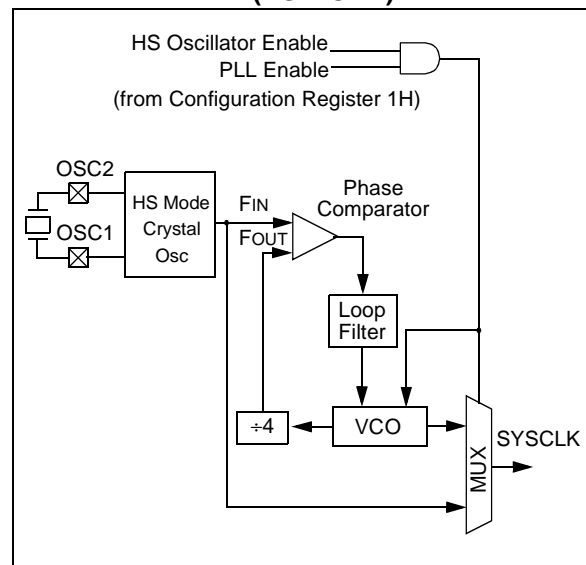 HS Oscillator Enable
PLL Enable
(from Configuration Register 1H)
OSC2
OSC1
HS Mode
Crystal
Osc
FIN
FOUT
Phase
Comparator
Loop
Filter
÷4
VCO
MUX
SYSCLK